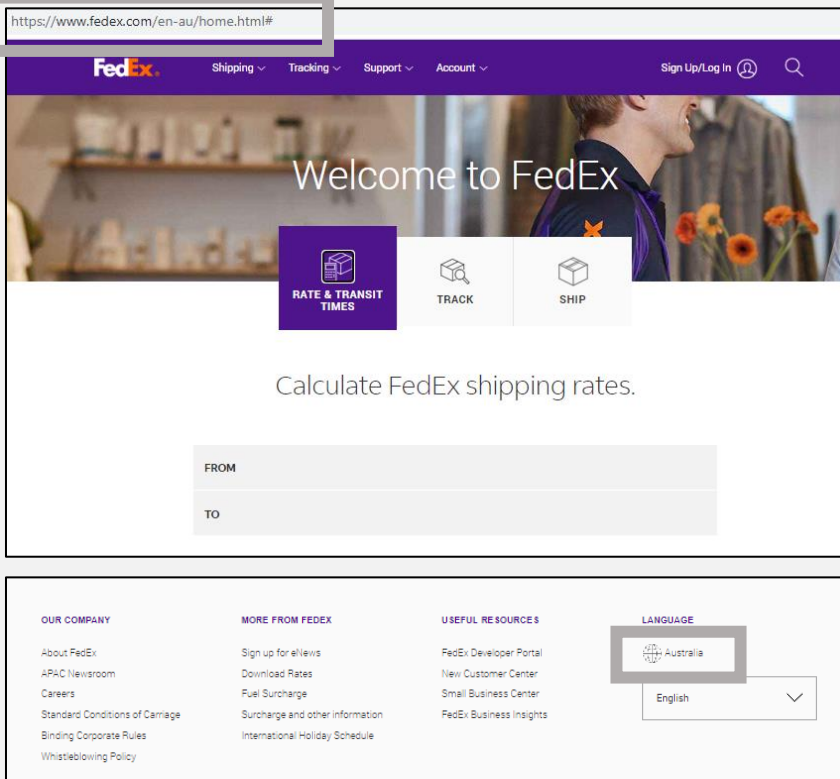 https://www.fedex.com/en-au/home.html#
FedEx. Shipping Tracking Support Account Sign Up/Log In
Welcome to FedEx
RATE & TRANSIT
TIMES
TRACK
SHIP
Calculate FedEx shipping rates.
FROM
TO
OUR COMPANY
About FedEx
APAC Newsroom
Careers
Standard Conditions of Carriage
Binding Corporate Rules
Whistleblowing Policy
MORE FROM FEDEX
Sign up for eNews
Download Rates
Fuel Surcharge
Surcharge and other information
International Holiday Schedule
USEFUL RESOURCES
FedEx Developer Portal
New Customer Center
Small Business Center
FedEx Business Insights
LANGUAGE
Australia
English